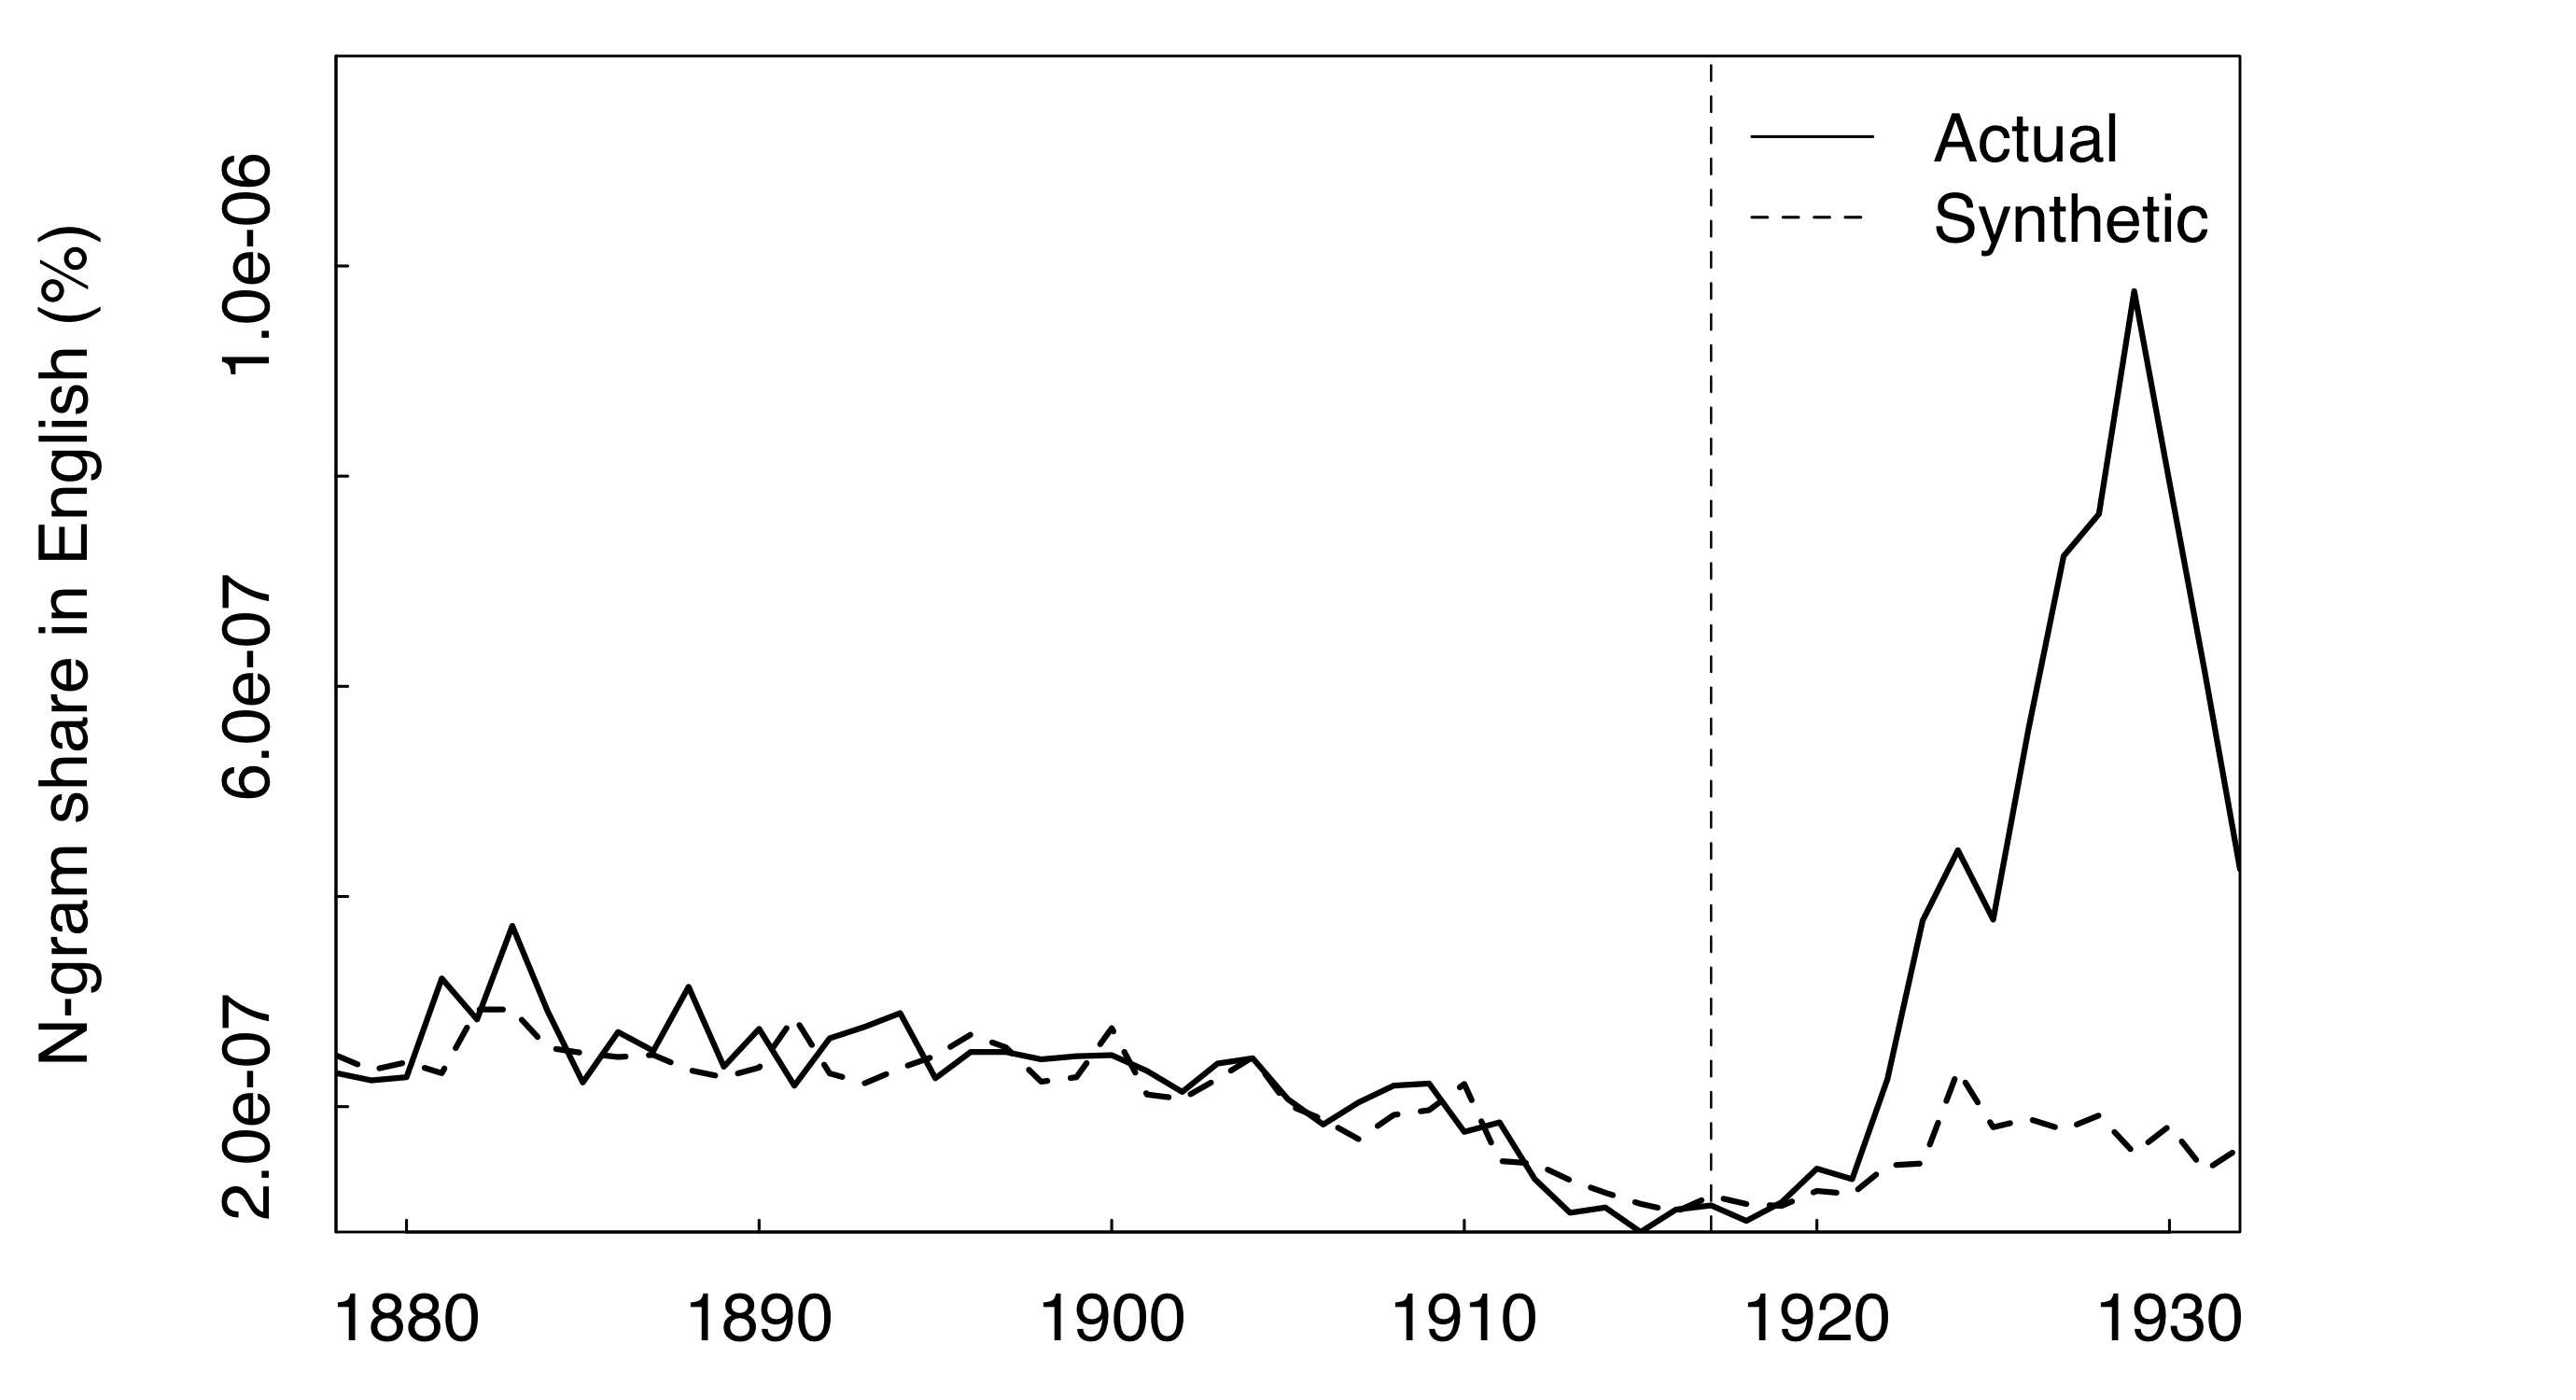 N-gram share in English (%)
1.0e-06
6.0e-07
2.0e-07
Actual
Synthetic
1880 1890 1900 1910 1920 1930